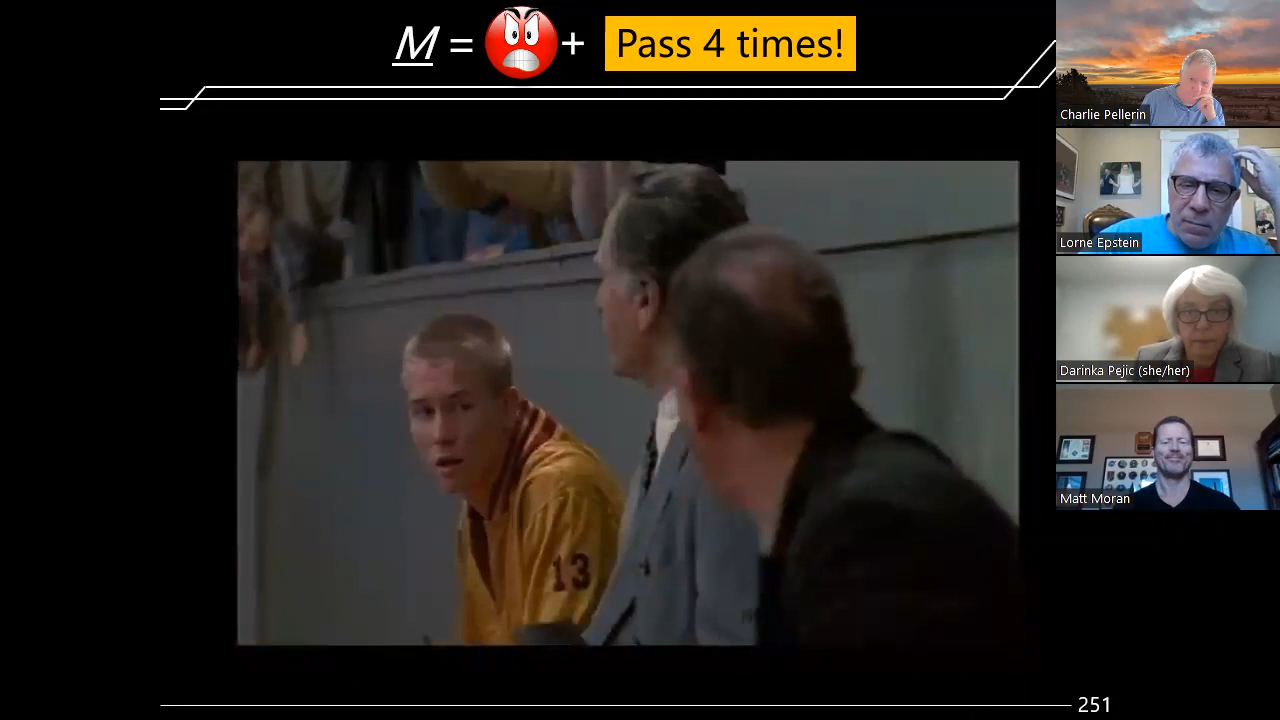 M = + Pass 4 times!
Charlie Pellerin
Lorne Epstein
Darinka Pejic (she/her)
Matt Moran
13
251